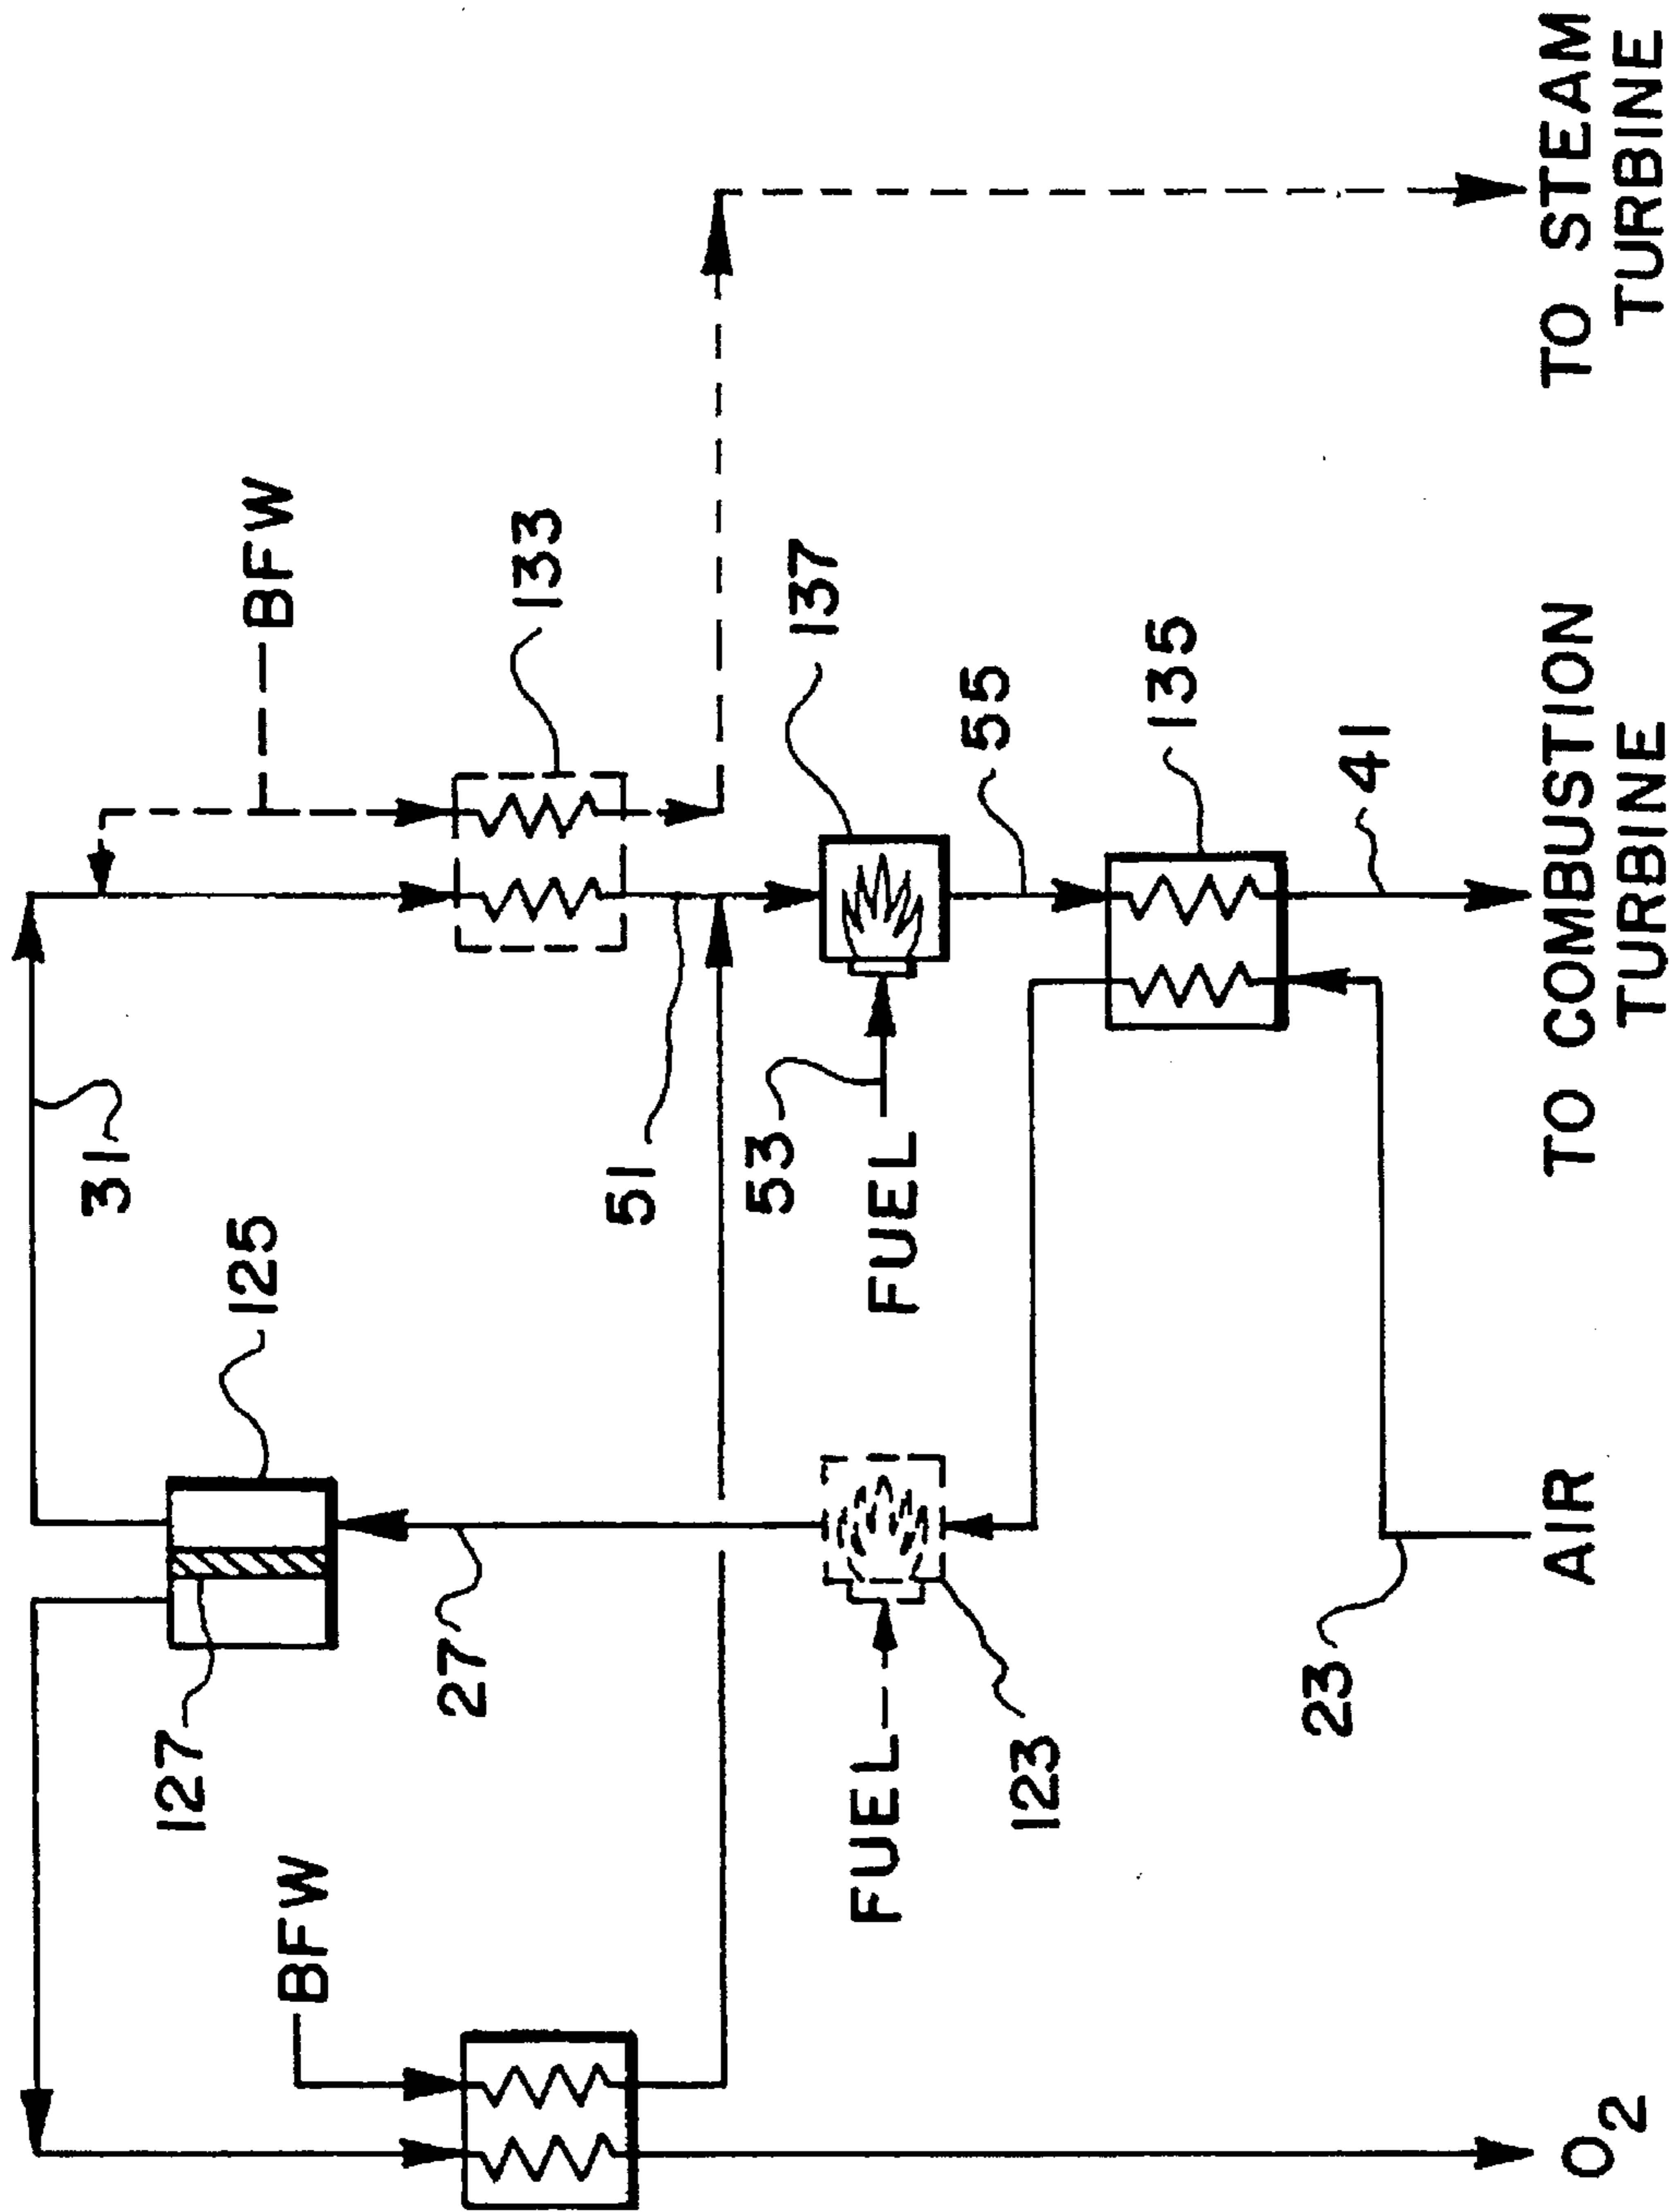 31
127
125
BFW
BFW
27
133
51
53
137
FUEL
FUEL
55
123
135
23
41
O2
AIR
TO COMBUSTION
TURBINE
TO STEAM
TURBINE